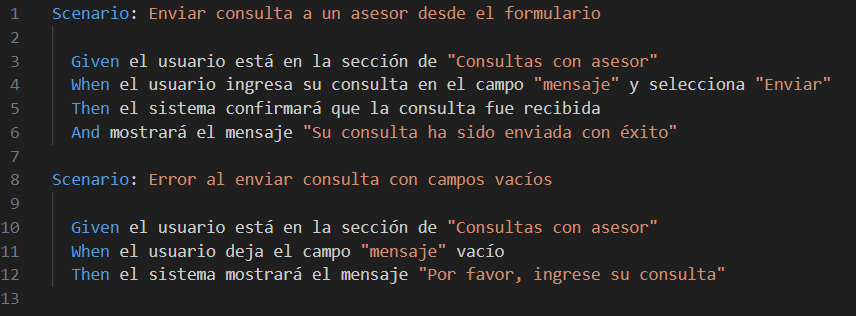 1 Scenario: Enviar consulta a un asesor desde el formulario
2
3 Given el usuario está en la sección de "Consultas con asesor"
4 When el usuario ingresa su consulta en el campo "mensaje" y selecciona "Enviar"
5 Then el sistema confirmará que la consulta fue recibida
6 And mostrará el mensaje "Su consulta ha sido enviada con éxito"
7
8 Scenario: Error al enviar consulta con campos vacíos
9
10 Given el usuario está en la sección de "Consultas con asesor"
11 When el usuario deja el campo "mensaje" vacío
12 Then el sistema mostrará el mensaje "Por favor, ingrese su consulta"
13